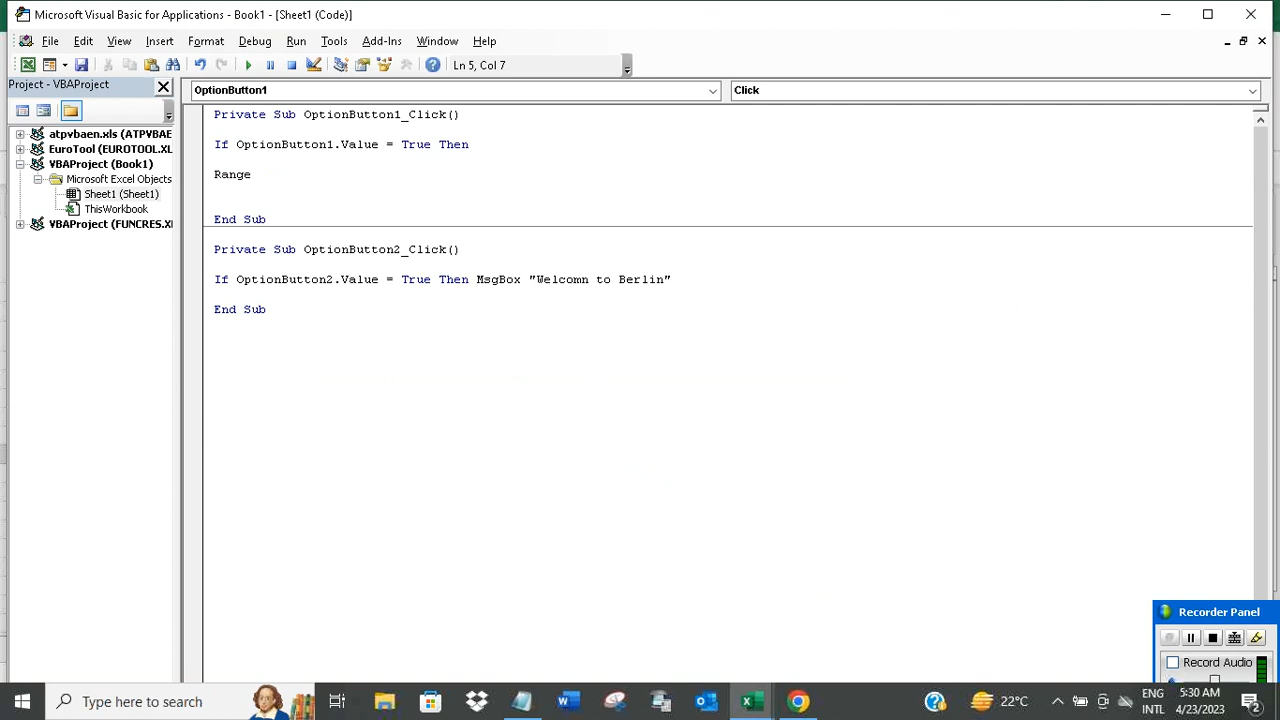 Microsoft Visual Basic for Applications - Book1 - [Sheet1 (Code)]
File Edit View Insert Format Debug Run Tools Add-Ins Window Help
Ln 5, Col 7
Project - VBAProject
OptionButton1
Click
atpvbaen.xls (ATPVBAE
EuroTool (EUROTOOL.XL
VBAProject (Book1)
Microsoft Excel Objects
Sheet1 (Sheet1)
ThisWorkbook
VBAProject (FUNCRES.XL
Private Sub OptionButton1_Click()
If OptionButton1.Value = True Then
Range
End Sub
Private Sub OptionButton2_Click()
If OptionButton2.Value = True Then MsgBox "Welcomn to Berlin"
End Sub
Recorder Panel
Record Audio
Type here to search
22°C
ENG
INTL
5:30 AM
4/23/2023
2